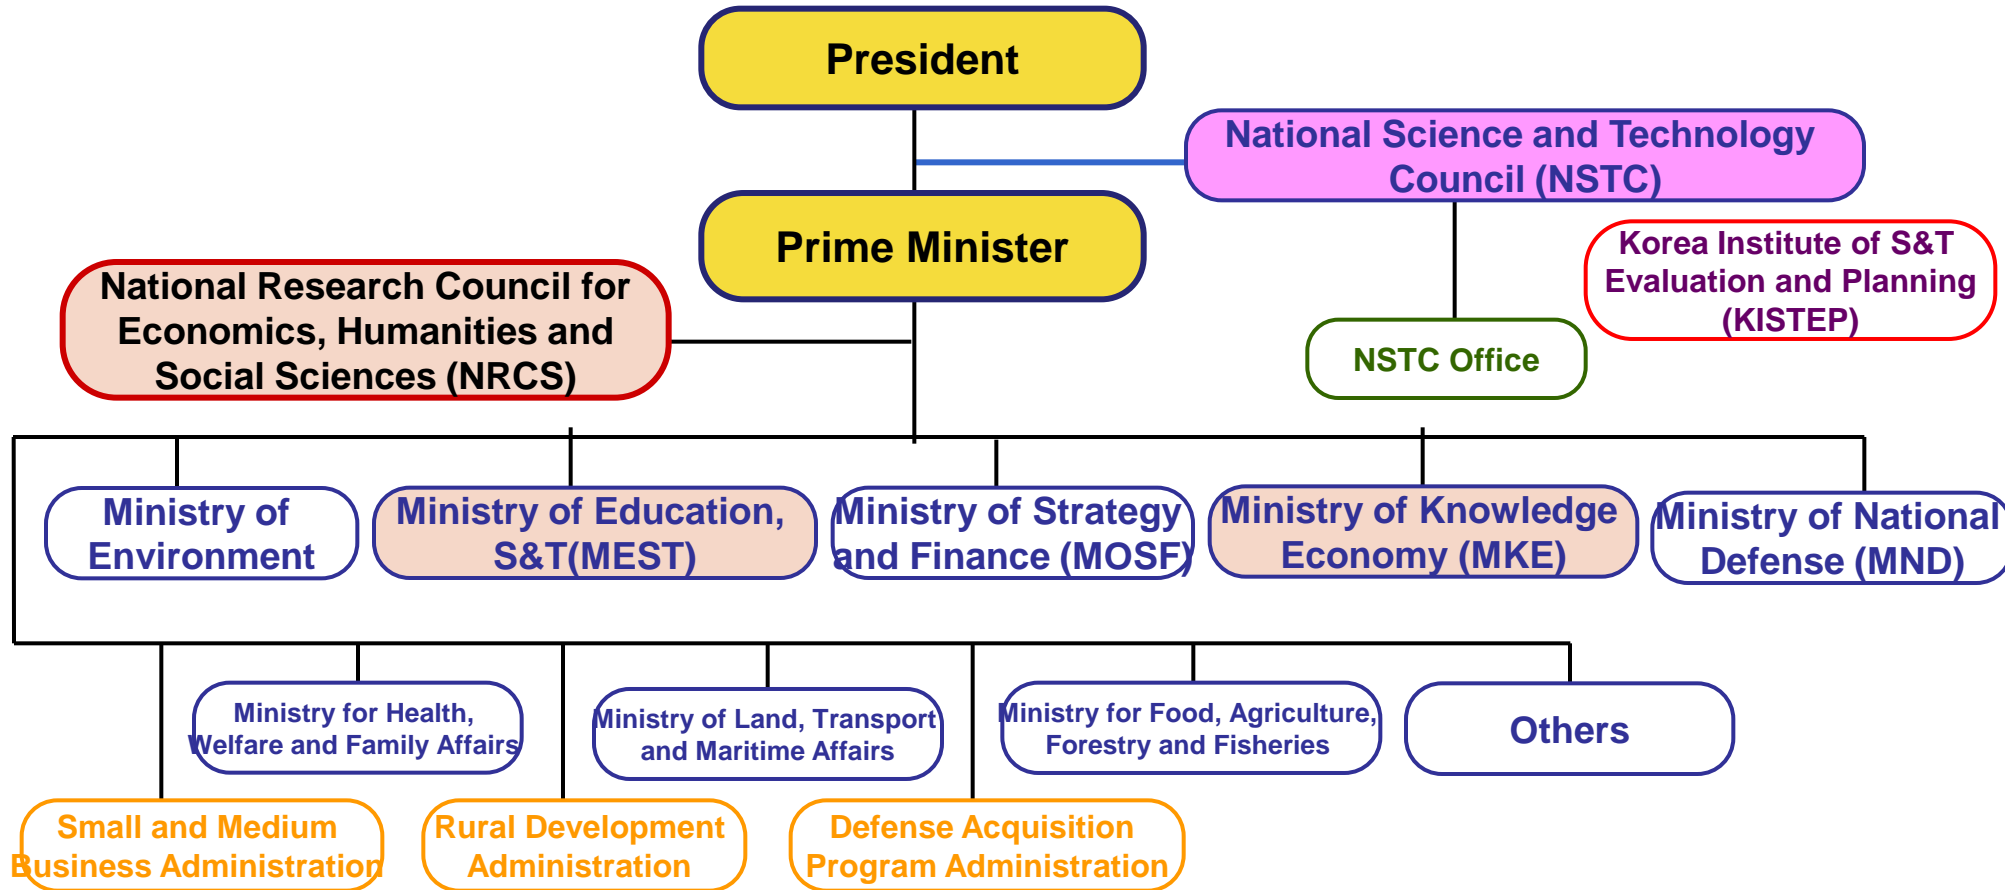 President
National Science and Technology
Council (NSTC)
Prime Minister
Korea Institute of S&T
Evaluation and Planning
(KISTEP)
National Research Council for
Economics, Humanities and
Social Sciences (NRCS)
NSTC Office
Ministry of
Environment
Ministry of Education,
S&T(MEST)
Ministry of Strategy
and Finance (MOSF)
Ministry of Knowledge
Economy (MKE)
Ministry of National
Defense (MND)
Ministry for Health,
Welfare and Family Affairs
Ministry of Land, Transport
and Maritime Affairs
Ministry for Food, Agriculture,
Forestry and Fisheries
Others
Small and Medium
Business Administration
Rural Development
Administration
Defense Acquisition
Program Administration